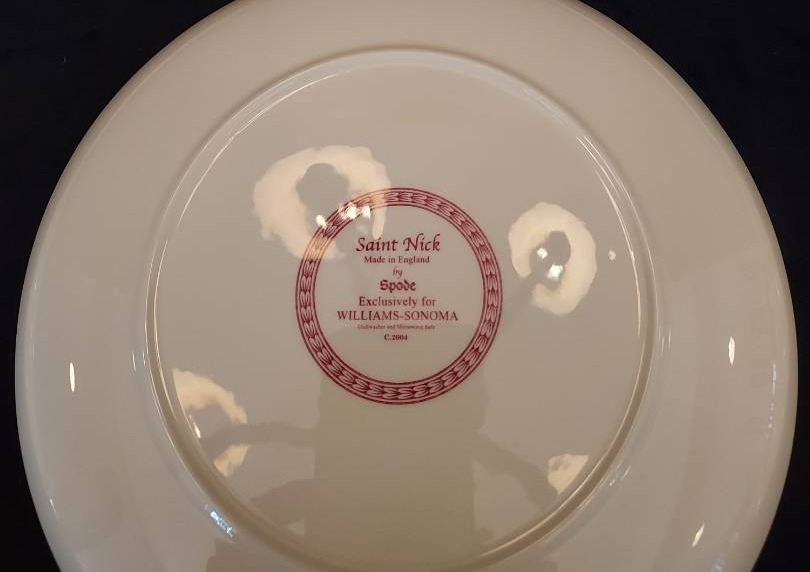 Saint Nick
Made in England
by
Spode
Exclusively for
WILLIAMS-SONOMA
Dishwasher and Microwave Safe
C.2004